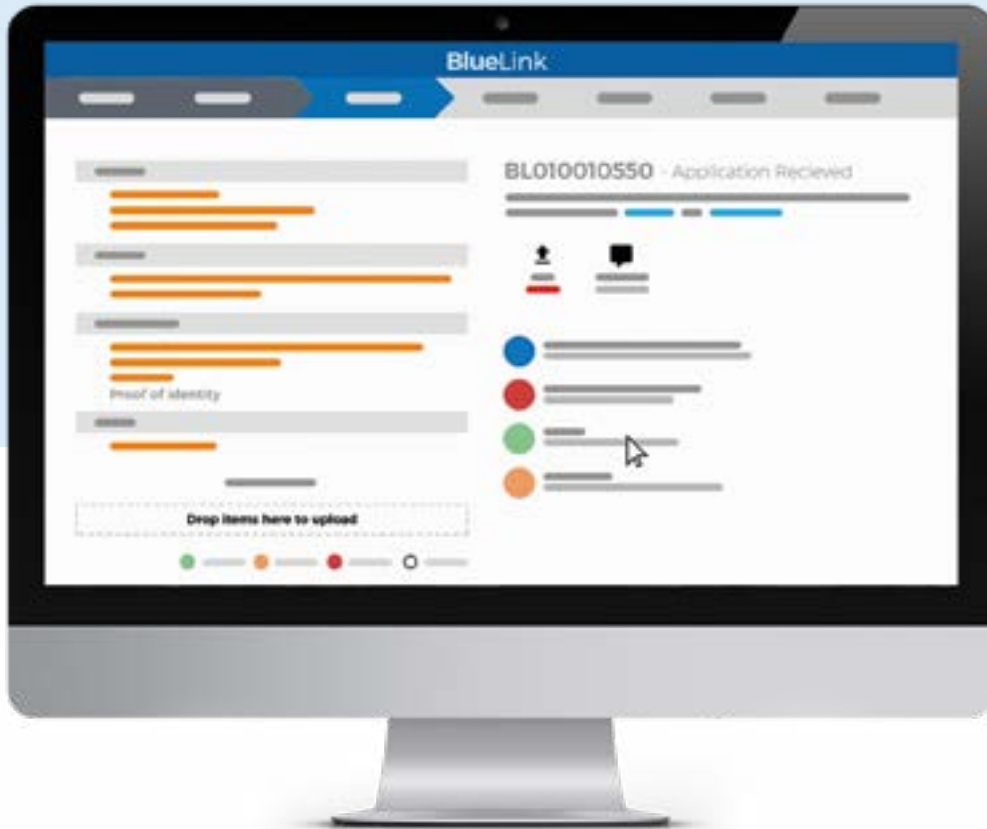 BlueLink
BL010010550 - Application Recieved
Proof of identity
Drop items here to upload